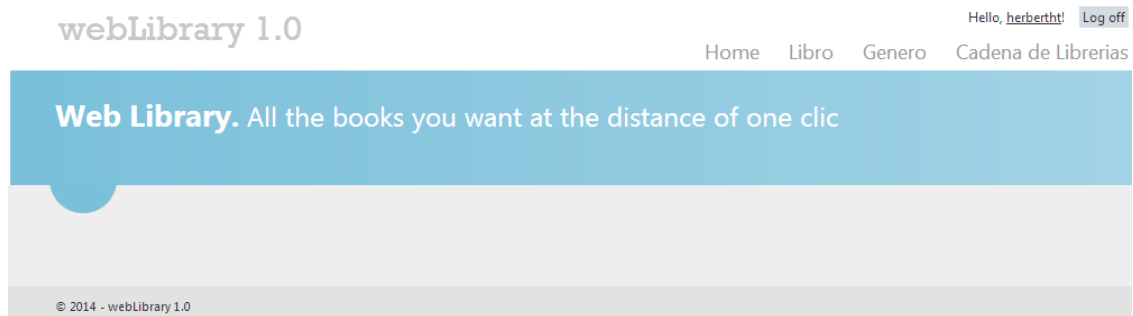 webLibrary 1.0
Hello, herbertht! Log off
Home Libro Genero Cadena de Librerias
Web Library. All the books you want at the distance of one clic
© 2014 - webLibrary 1.0